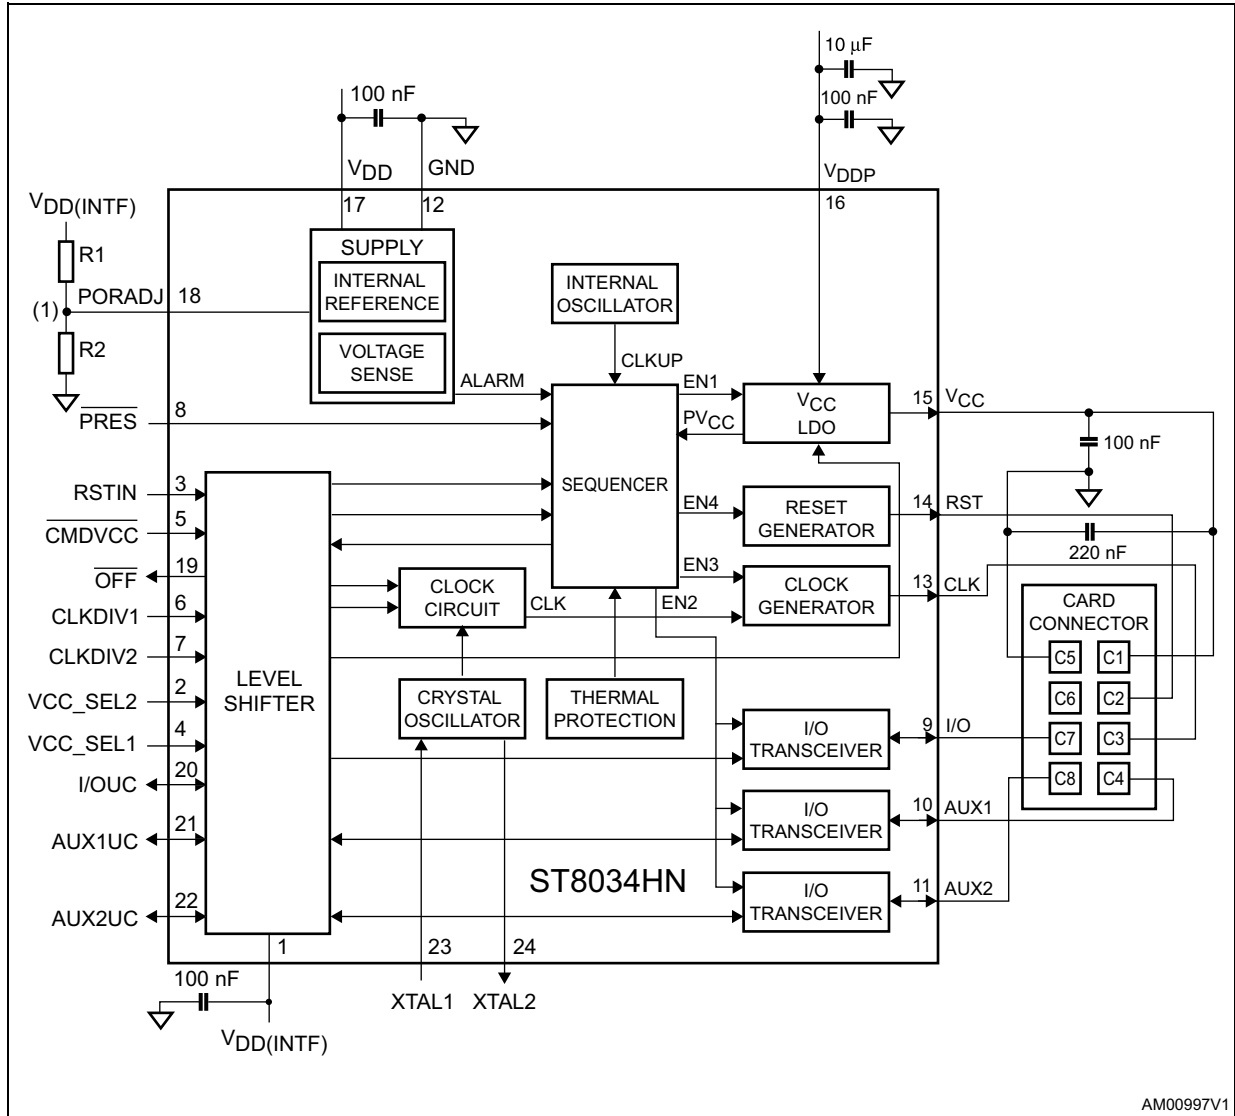 10 μF
100 nF
100 nF
VDD
GND
VDDP
17
12
16
VDD(INTF)
R1
SUPPLY
INTERNAL
REFERENCE
INTERNAL
OSCILLATOR
PORADJ
18
(1)
R2
VOLTAGE
SENSE
CLKUP
ALARM
EN1
VCC
LDO
15
VCC
PRES
8
PVCC
100 nF
SEQUENCER
RSTIN
3
EN4
RESET
GENERATOR
14
RST
CMDVCC
5
220 nF
OFF
19
CLOCK
CIRCUIT
CLK
EN3
EN2
CLOCK
GENERATOR
13
CLK
CARD
CONNECTOR
CLKDIV1
6
CLKDIV2
7
C5
C1
LEVEL
SHIFTER
VCC_SEL2
2
CRYSTAL
OSCILLATOR
THERMAL
PROTECTION
C6
C2
VCC_SEL1
4
I/O
TRANSCEIVER
9
I/O
C7
C3
I/OUC
20
C8
C4
AUX1UC
21
I/O
TRANSCEIVER
10
AUX1
ST8034HN
AUX2UC
22
I/O
TRANSCEIVER
11
AUX2
1
23
24
100 nF
XTAL1
XTAL2
VDD(INTF)
AM00997V1